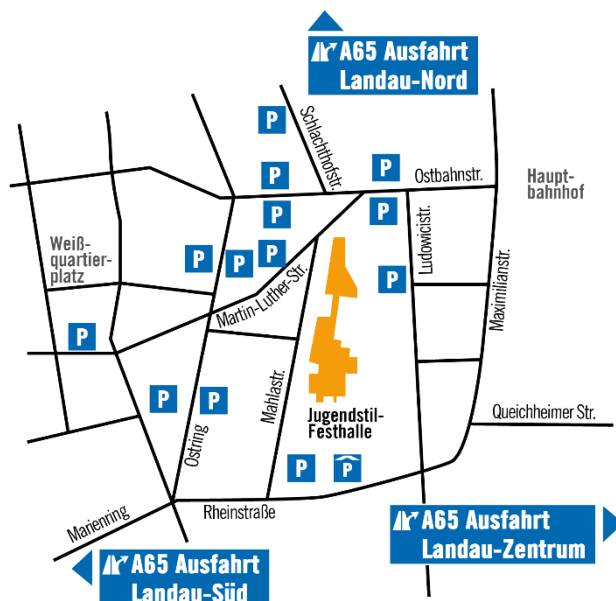 A65 Ausfahrt
Landau-Nord
Schlachthofstr.
P
P
P
Ostbahnstr.
Haupt-
bahnhof
P
P
Weiß-
quartier-
platz
P
P
P
Ludowicistr.
P
Martin-Luther-Str.
Maximilianstr.
P
Mahlastr.
P
P
Jugendstil-
Festhalle
Queichheimer Str.
Ostring
P
P
Rheinstraße
Marienring
A65 Ausfahrt
Landau-Zentrum
A65 Ausfahrt
Landau-Süd